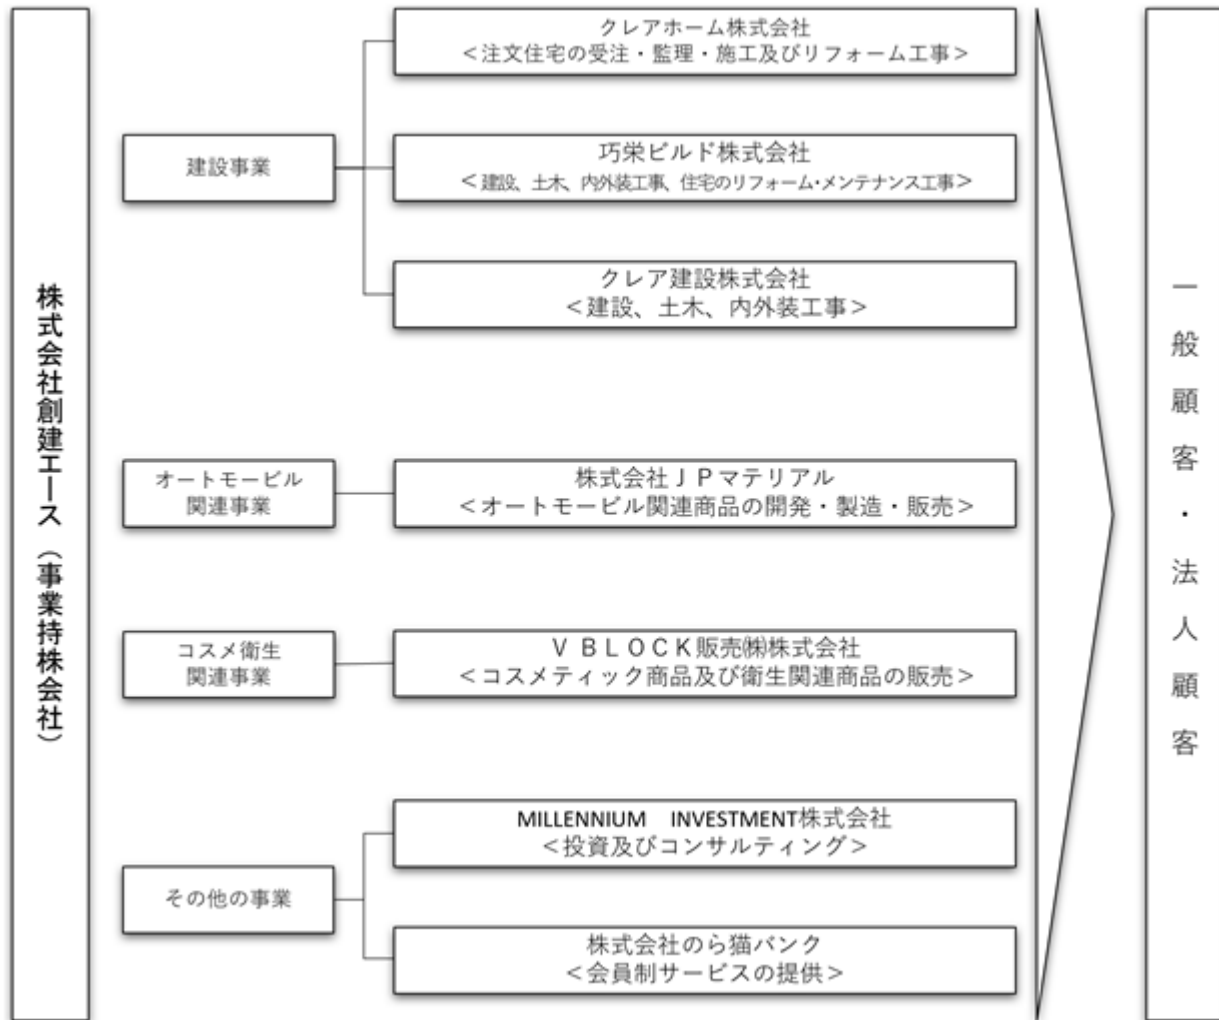 株式会社創建エース（事業持株会社）
建設事業
クレアホーム株式会社
＜注文住宅の受注・監理・施工及びリフォーム工事＞
巧栄ビルド株式会社
＜建設、土木、内外装工事、住宅のリフォーム・メンテナンス工事＞
クレア建設株式会社
＜建設、土木、内外装工事＞
オートモービル
関連事業
株式会社ＪＰマテリアル
＜オートモービル関連商品の開発・製造・販売＞
コスメ衛生
関連事業
Ｖ ＢＬＯＣＫ販売㈱株式会社
＜コスメティック商品及び衛生関連商品の販売＞
その他の事業
MILLENNIUM　INVESTMENT株式会社
＜投資及びコンサルティング＞
株式会社のら猫バンク
＜会員制サービスの提供＞
一般顧客・法人顧客